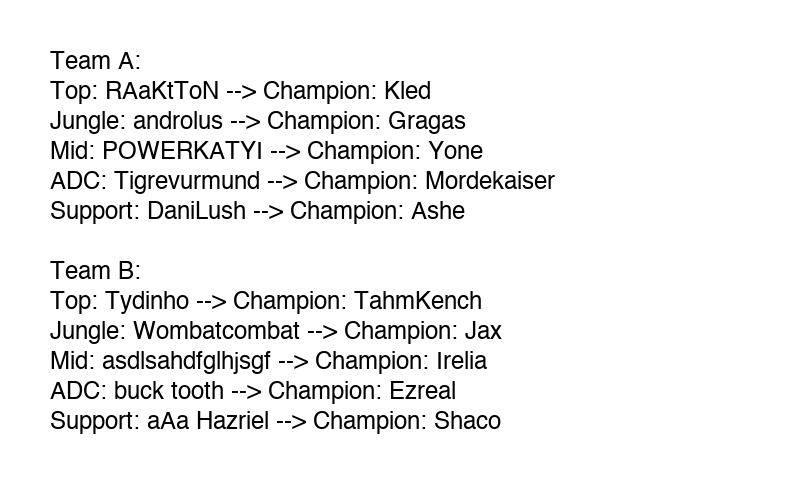 Team A:
Top: RAaKtToN --> Champion: Kled
Jungle: androlus --> Champion: Gragas
Mid: POWERKATYI --> Champion: Yone
ADC: Tigrevurmund --> Champion: Mordekaiser
Support: DaniLush --> Champion: Ashe
Team B:
Top: Tydinho --> Champion: TahmKench
Jungle: Wombatcombat --> Champion: Jax
Mid: asdlsahdfglhjsgf --> Champion: Irelia
ADC: buck tooth --> Champion: Ezreal
Support: aAa Hazriel --> Champion: Shaco